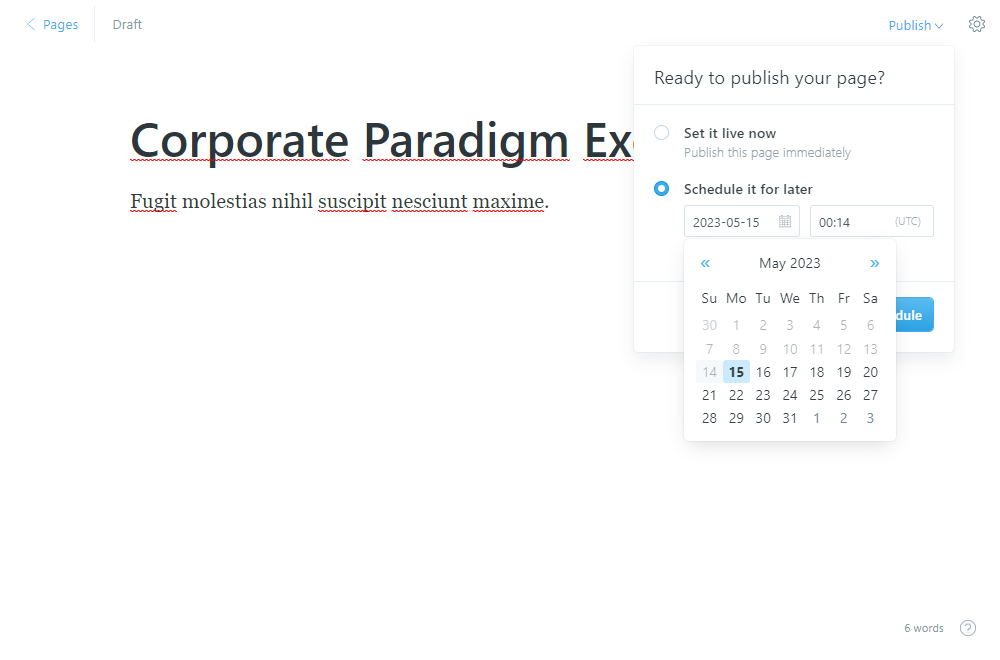 Pages
Draft
Publish
Ready to publish your page?
Corporate Paradigm
Set it live now
Publish this page immediately
Schedule it for later
Fugit molestias nihil suscipit nesciunt maxime.
2023-05-15
00:14 (UTC)
« May 2023 »
Su Mo Tu We Th Fr Sa
30 1 2 3 4 5 6
7 8 9 10 11 12 13
14 15 16 17 18 19 20
21 22 23 24 25 26 27
28 29 30 31 1 2 3
dule
6 words
?